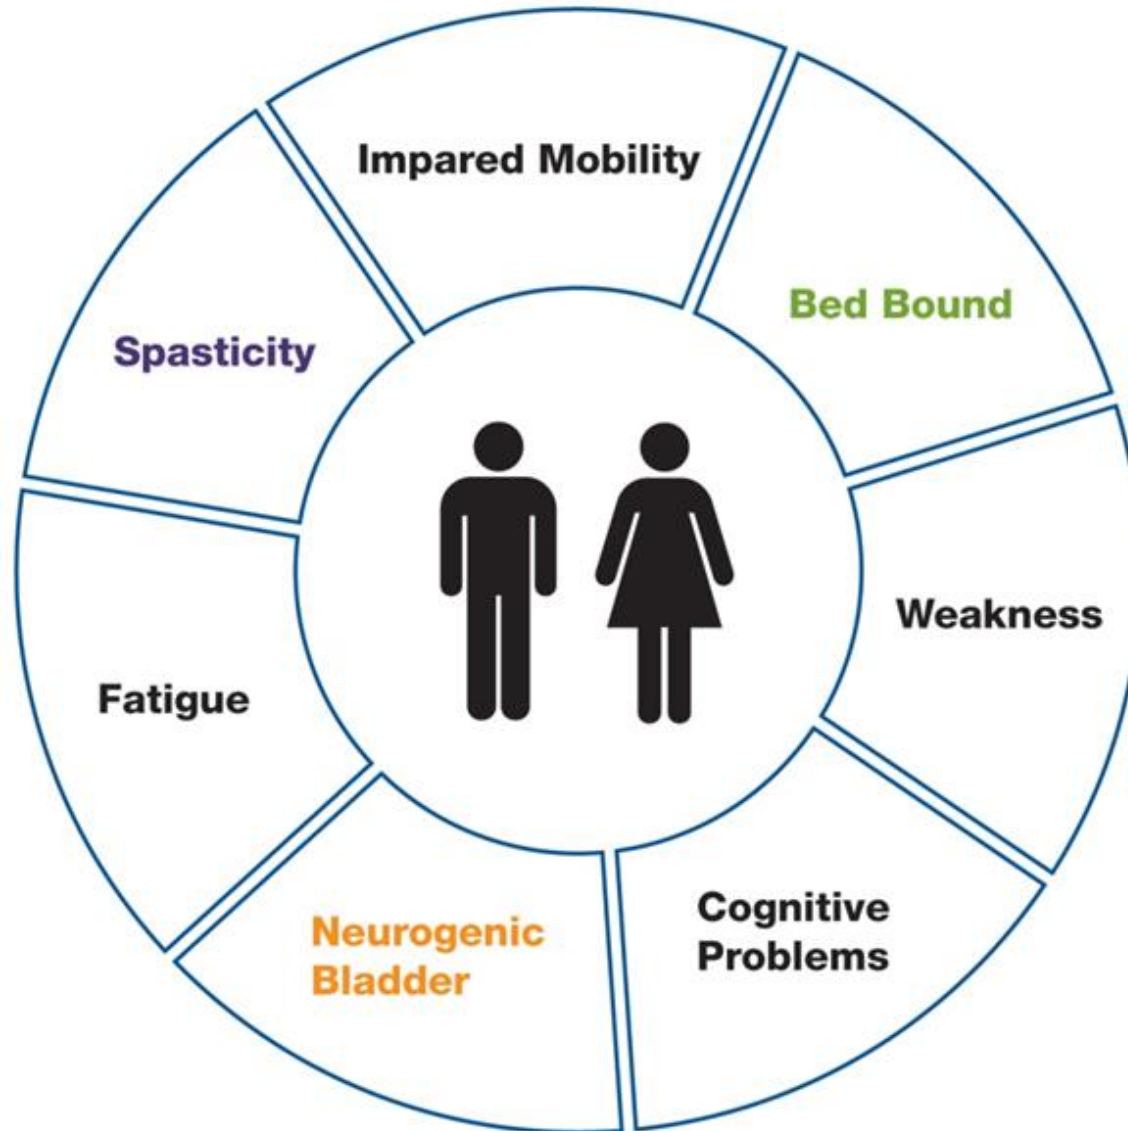 Impared Mobility
Bed Bound
Spasticity
Weakness
Fatigue
Cognitive
Problems
Neurogenic
Bladder